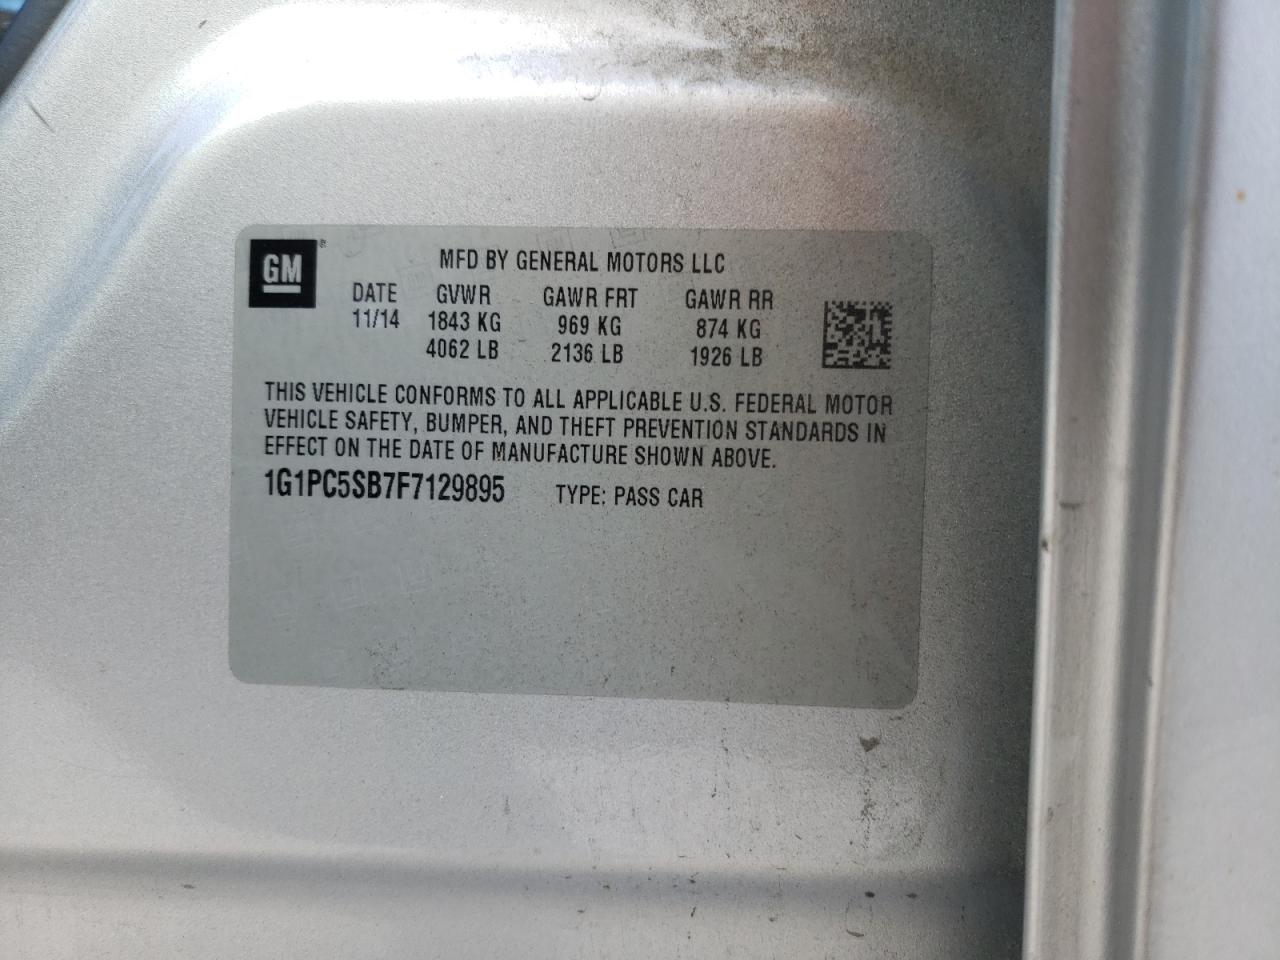 GM ®
MFD BY GENERAL MOTORS LLC
DATE GVWR GAWR FRT GAWR RR
11/14 1843 KG 969 KG 874 KG
4062 LB 2136 LB 1926 LB
THIS VEHICLE CONFORMS TO ALL APPLICABLE U.S. FEDERAL MOTOR
VEHICLE SAFETY, BUMPER, AND THEFT PREVENTION STANDARDS IN
EFFECT ON THE DATE OF MANUFACTURE SHOWN ABOVE.
1G1PC5SB7F7129895 TYPE: PASS CAR